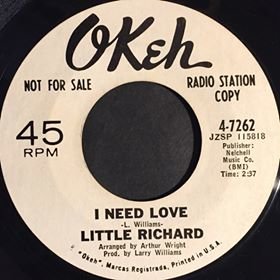 OKeh
NOT FOR SALE
RADIO STATION
COPY
45
RPM
4-7262
JZSP 115818
Publisher:
Nelchell
Music Co.
(BMI)
Time: 2:37
I NEED LOVE
-L. Williams-
LITTLE RICHARD
Arranged by Arthur Wright
Prod. by Larry Williams
"Okeh", Marcas Registrada, Printed in U.S.A.